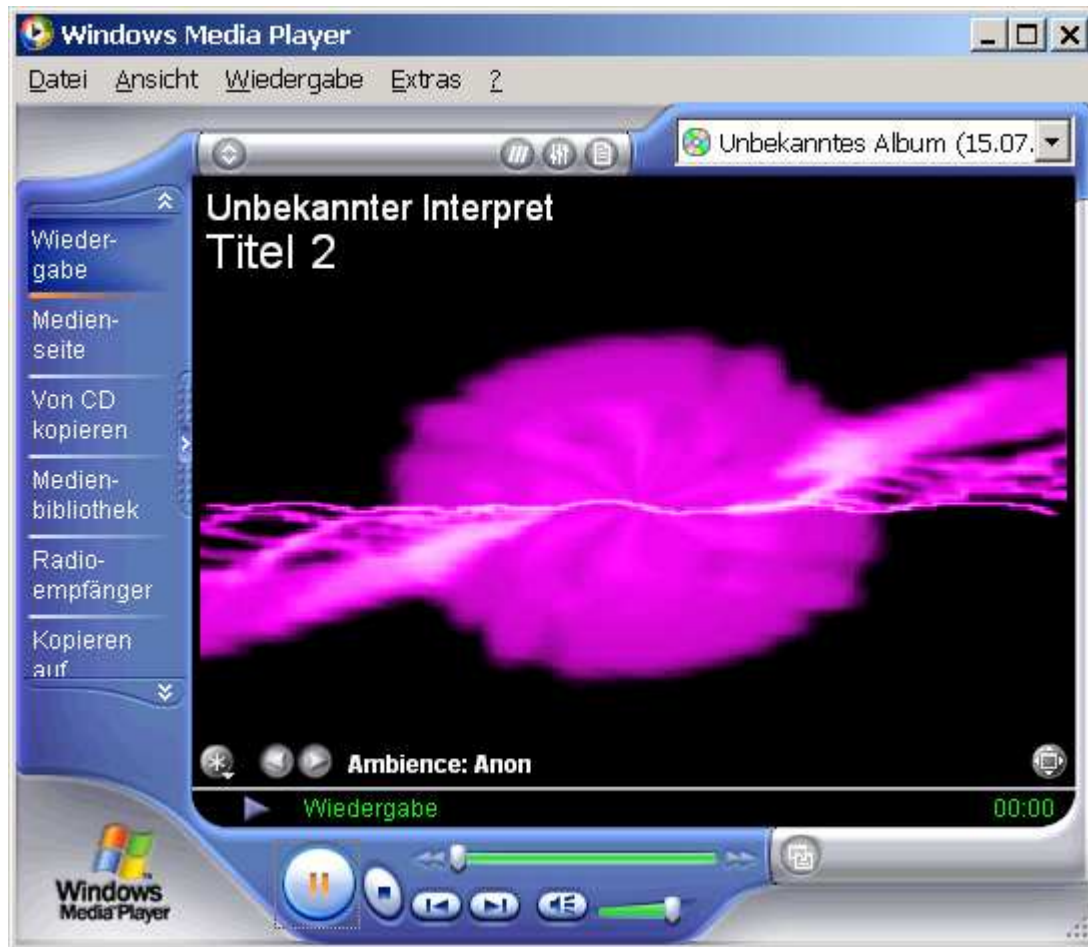 Windows Media Player
Datei Ansicht Wiedergabe Extras ?
Unbekanntes Album (15.07.
Unbekannter Interpret
Titel 2
Wieder-
gabe
Medien-
seite
Von CD
kopieren
Medien-
bibliothek
Radio-
empfänger
Kopieren
auf
Ambience: Anon
Wiedergabe 00:00
Windows
Media Player